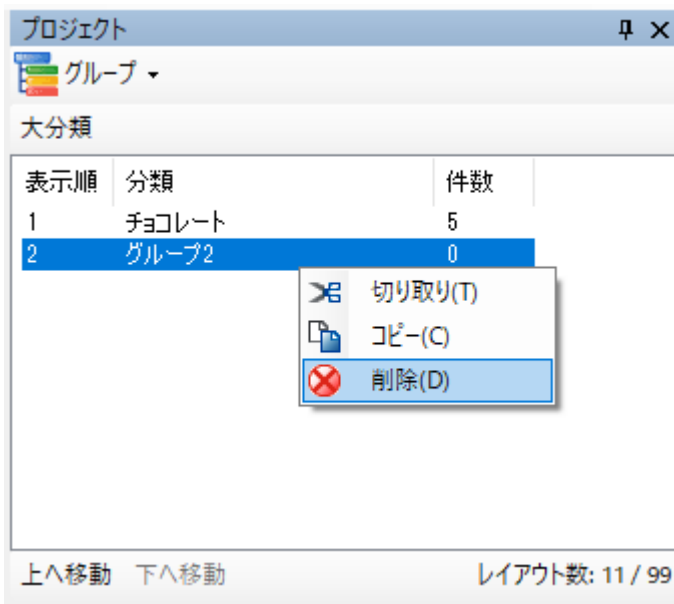 プロジェクト
グループ
大分類
表示順 分類 件数
1 チョコレート 5
2 グループ2 0
切り取り(T)
コピー(C)
削除(D)
上へ移動 下へ移動 レイアウト数: 11 / 99